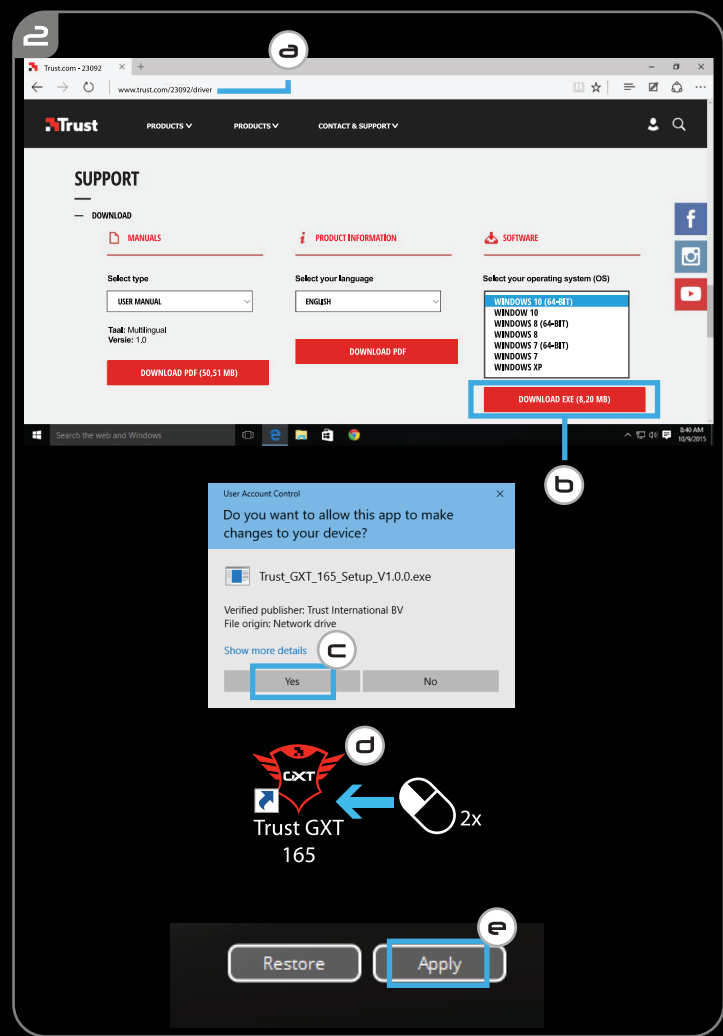 2
a
Trust.com - 23092
www.trust.com/23092/driver
Trust
PRODUCTS
PRODUCTS
CONTACT & SUPPORT
SUPPORT
DOWNLOAD
MANUALS
PRODUCT INFORMATION
SOFTWARE
Select type
Select your language
Select your operating system (OS)
USER MANUAL
ENGLISH
WINDOWS 10 (64-BIT)
WINDOW 10
WINDOWS 8 (64-BIT)
WINDOWS 8
WINDOWS 7 (64-BIT)
WINDOWS 7
WINDOWS XP
Taal: Multilingual
Versie: 1.0
DOWNLOAD PDF (50,51 MB)
DOWNLOAD PDF
DOWNLOAD EXE (8,20 MB)
Search the web and Windows
8:40 AM
10/9/2015
b
User Account Control
Do you want to allow this app to make
changes to your device?
Trust_GXT_165_Setup_V1.0.0.exe
Verified publisher: Trust International BV
File origin: Network drive
Show more details
c
Yes
No
d
GXT
2x
Trust GXT
165
e
Restore
Apply